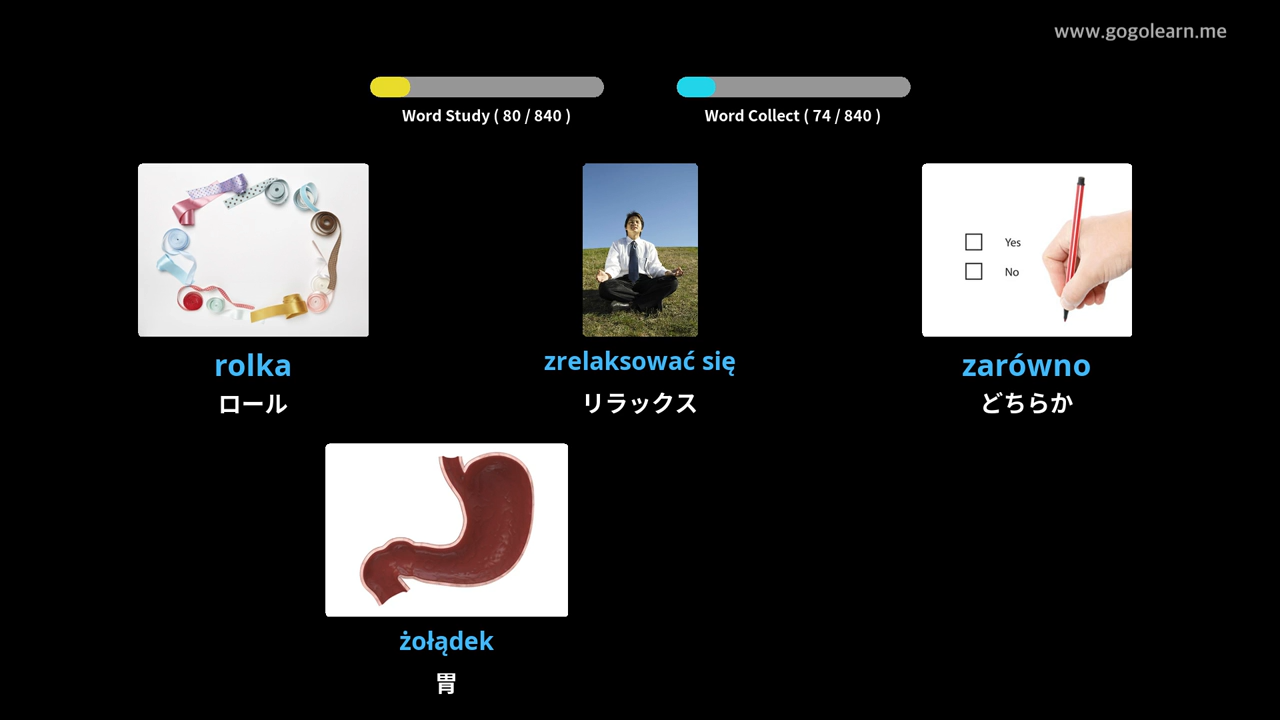 www.gogolearn.me
Word Study ( 80 / 840 )
Word Collect ( 74 / 840 )
Yes
No
rolka
ロール
zrelaksować się
リラックス
zarówno
どちらか
żołądek
胃